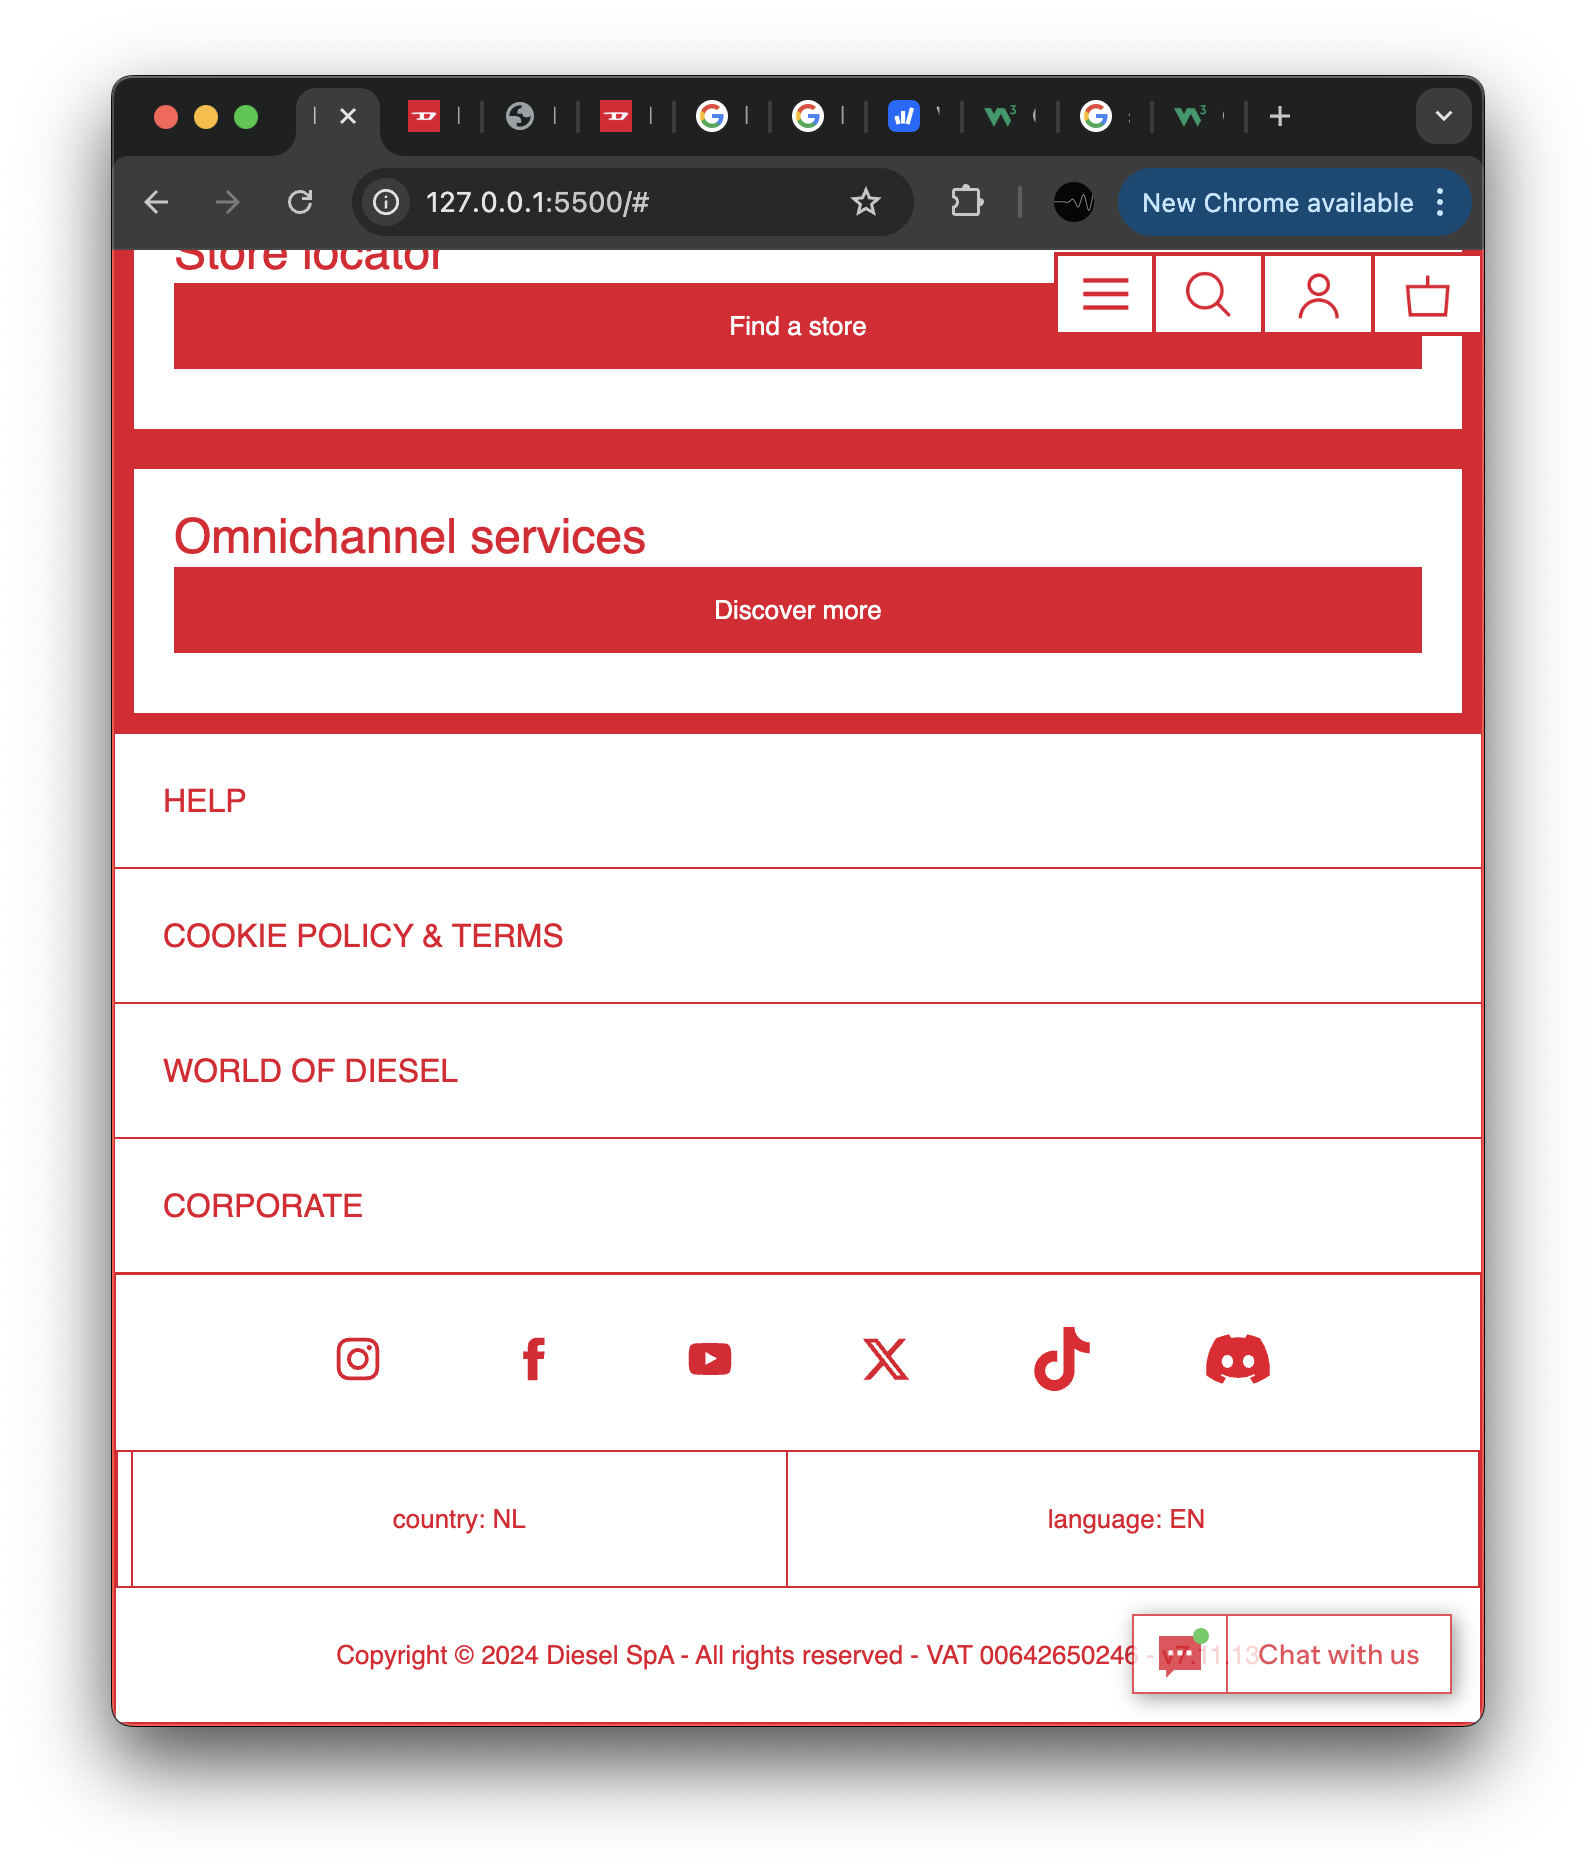 127.0.0.1:5500/#
New Chrome available
Store locator
Find a store
Omnichannel services
Discover more
HELP
COOKIE POLICY & TERMS
WORLD OF DIESEL
CORPORATE
country: NL
language: EN
Copyright © 2024 Diesel SpA - All rights reserved - VAT 00642650246 - v7.11.13
Chat with us